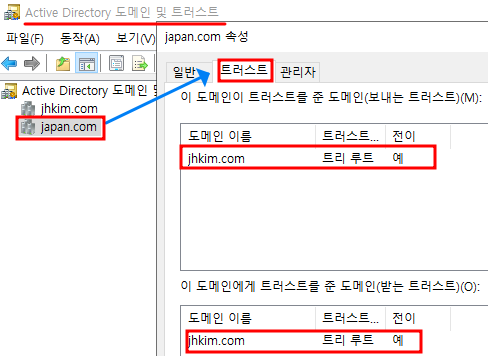 Active Directory 도메인 및 트러스트
파일(F) 동작(A) 보기(V)
Active Directory 도메인 및
jhkim.com
japan.com
japan.com 속성
일반 트러스트 관리자
이 도메인이 트러스트를 준 도메인(보내는 트러스트)(M):
도메인 이름 트러스트... 전이
jhkim.com 트리 루트 예
이 도메인에게 트러스트를 준 도메인(받는 트러스트)(O):
도메인 이름 트러스트... 전이
jhkim.com 트리 루트 예